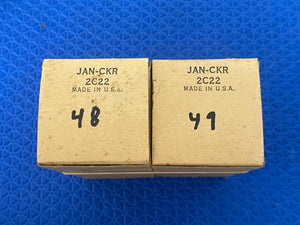 JAN-CKR
2C22
MADE IN U.S.A.
48
JAN-CKR
2C22
MADE IN U.S.A.
49